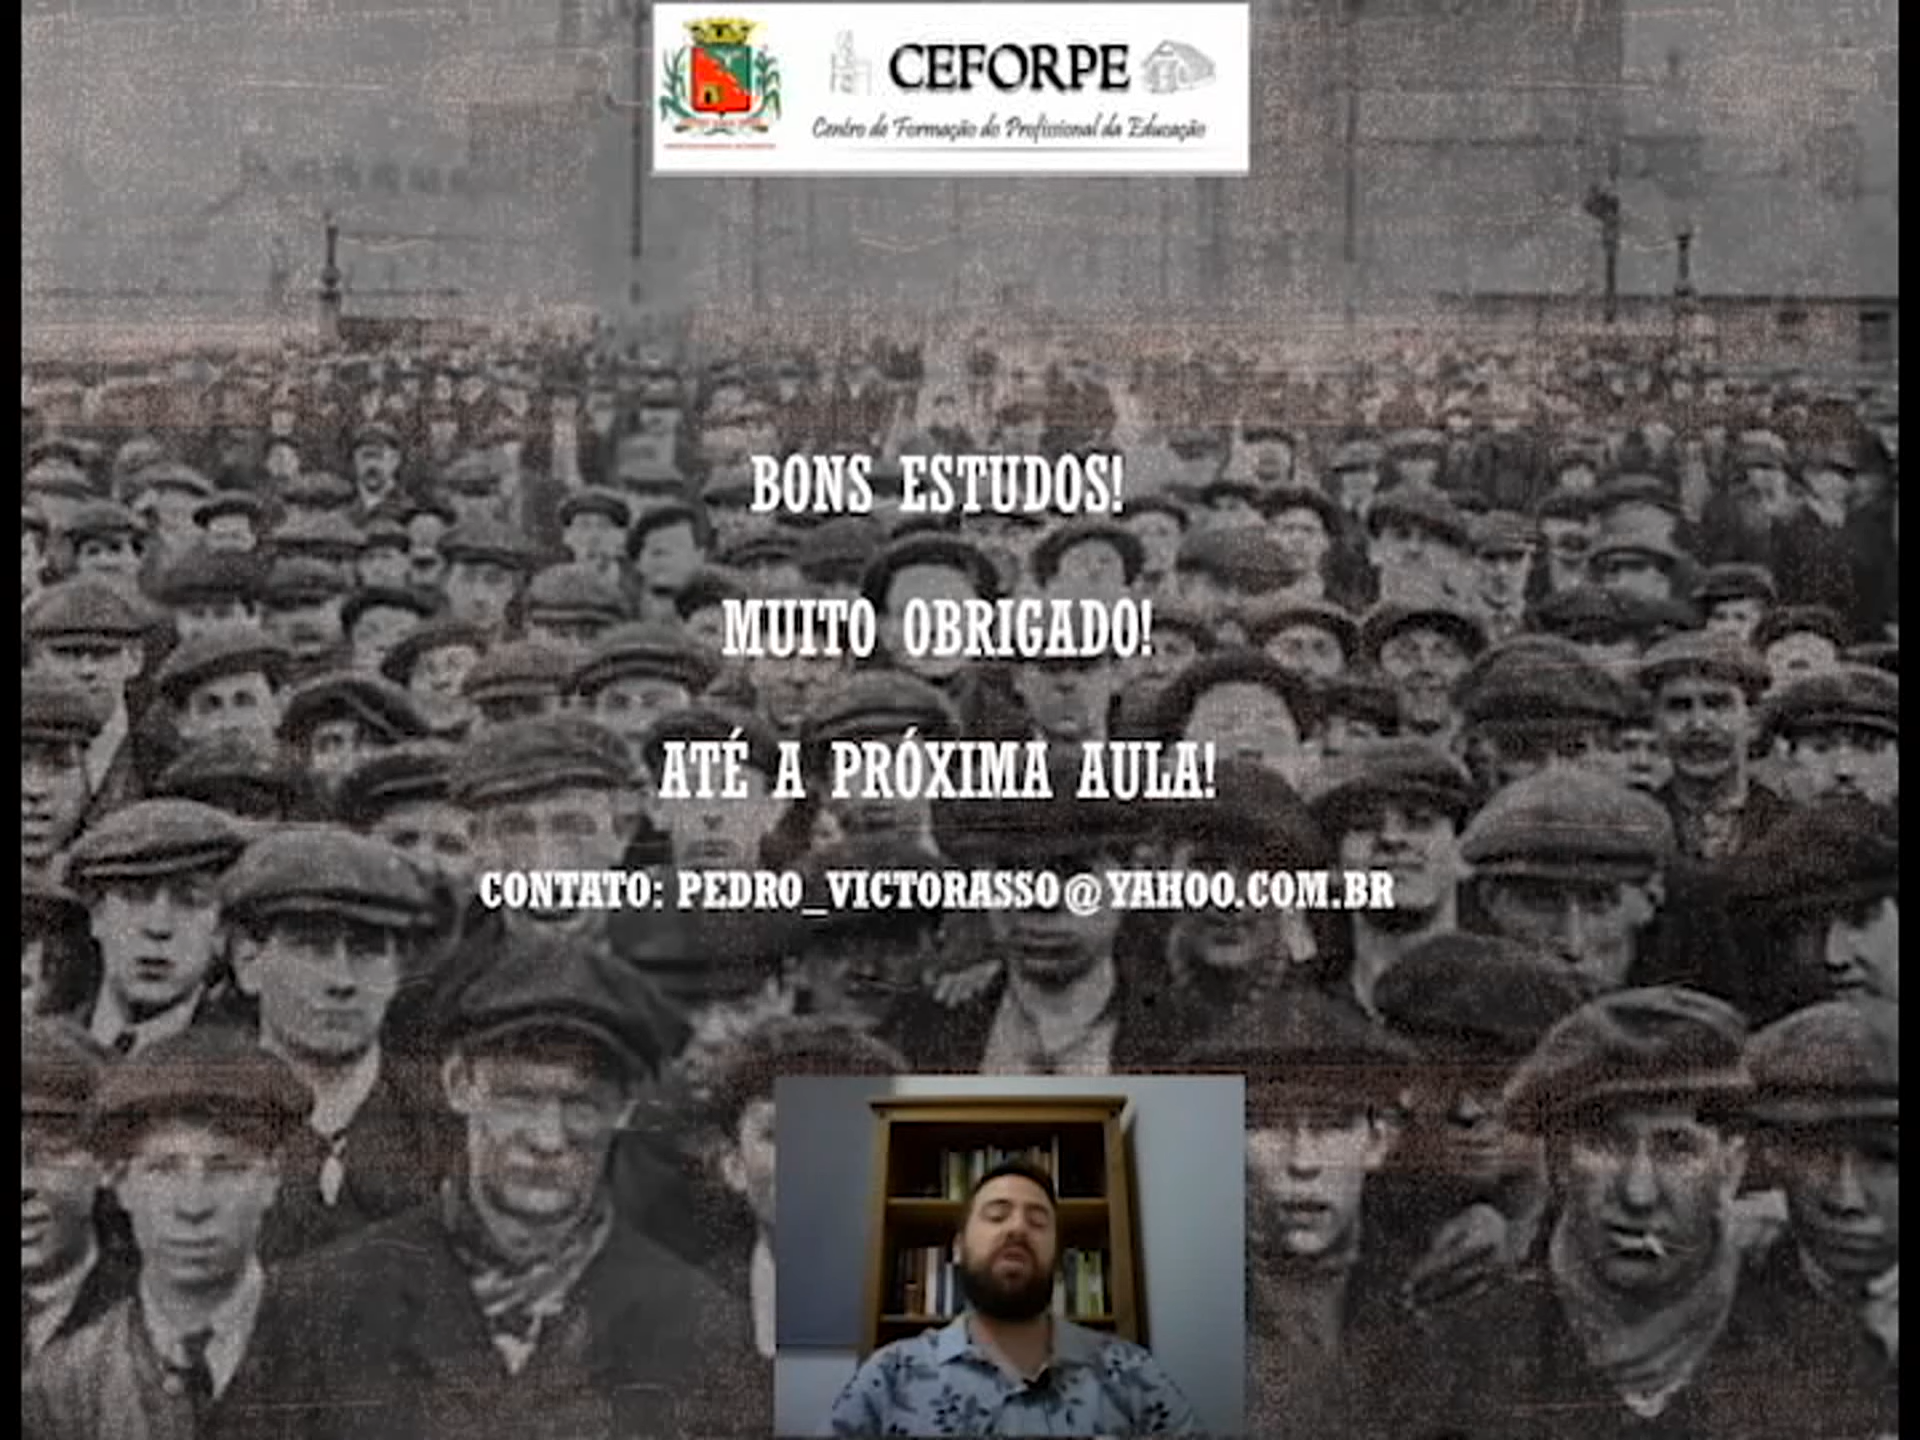 CEFORPE
Centro de Formação do Profissional da Educação
BONS ESTUDOS!
MUITO OBRIGADO!
ATÉ A PRÓXIMA AULA!
CONTATO: PEDRO_VICTORASSO@YAHOO.COM.BR